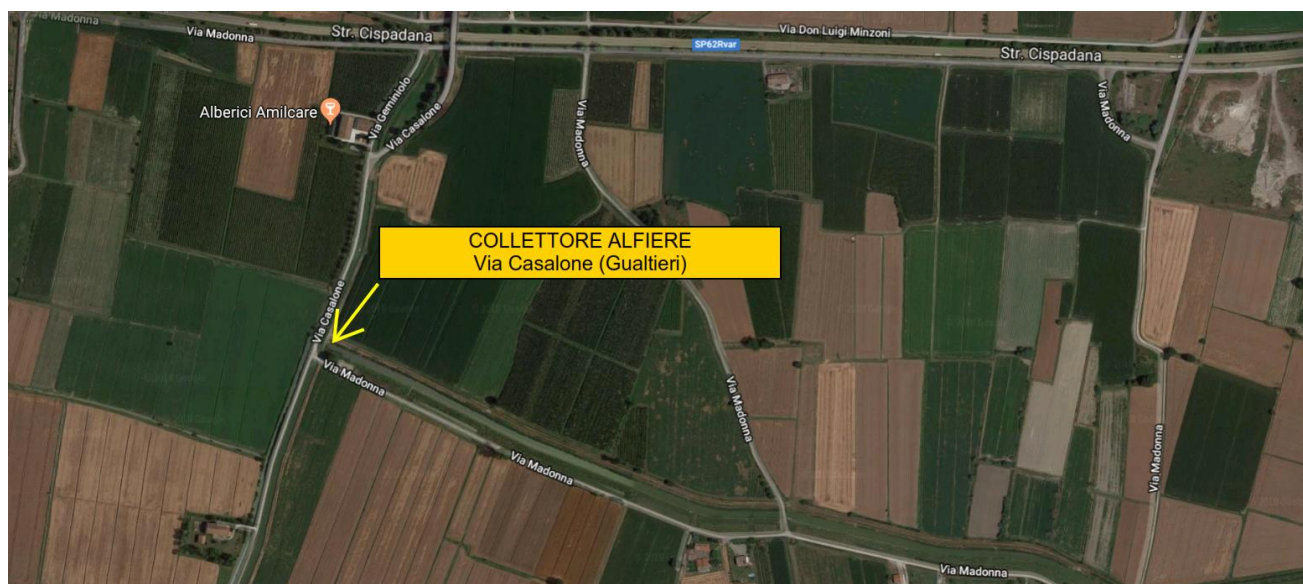 Via Madonna
Str. Cispadana
Via Don Luigi Minzoni
SP62Rvar
Str. Cispadana
Alberici Amilcare
Via Geminiolo
Via Casalone
Via Madonna
Via Madonna
COLLETTORE ALFIERE
Via Casalone (Gualtieri)
Via Casalone
Via Madonna
Via Madonna
Via Madonna
Via Madonna
Via Madonna